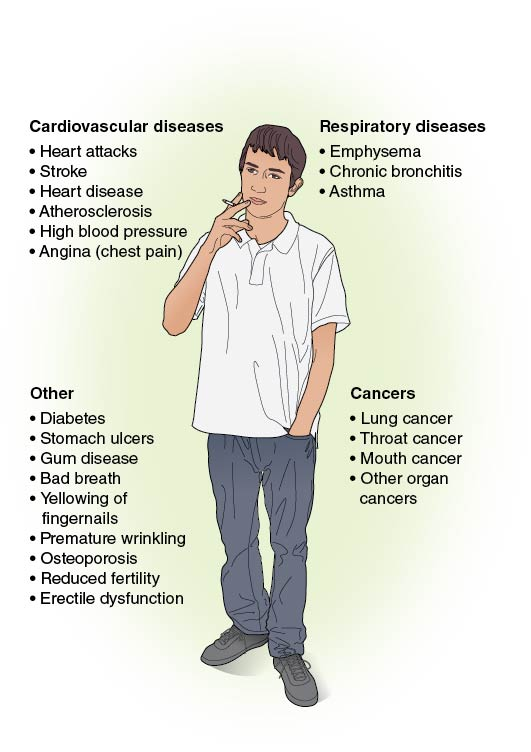 Cardiovascular diseases
• Heart attacks
• Stroke
• Heart disease
• Atherosclerosis
• High blood pressure
• Angina (chest pain)
Respiratory diseases
• Emphysema
• Chronic bronchitis
• Asthma
Other
• Diabetes
• Stomach ulcers
• Gum disease
• Bad breath
• Yellowing of
fingernails
• Premature wrinkling
• Osteoporosis
• Reduced fertility
• Erectile dysfunction
Cancers
• Lung cancer
• Throat cancer
• Mouth cancer
• Other organ
cancers